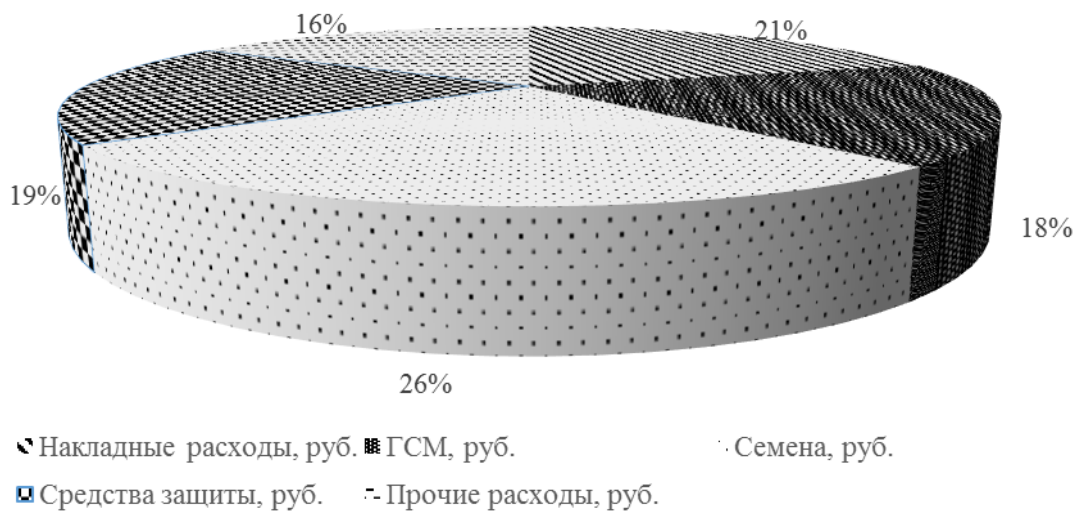 16%
21%
19%
18%
26%
Накладные расходы, руб. ГСМ, руб. Семена, руб.
Средства защиты, руб. Прочие расходы, руб.